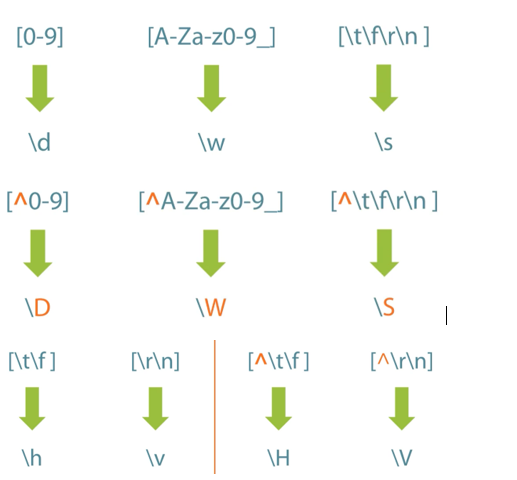 [0-9] [A-Za-z0-9_] [\t\f\r\n ]
\d \w \s
[^0-9] [^A-Za-z0-9_] [^\t\f\r\n ]
\D \W \S
[\t\f ] [\r\n] [^\t\f ] [^\r\n]
\h \v \H \V